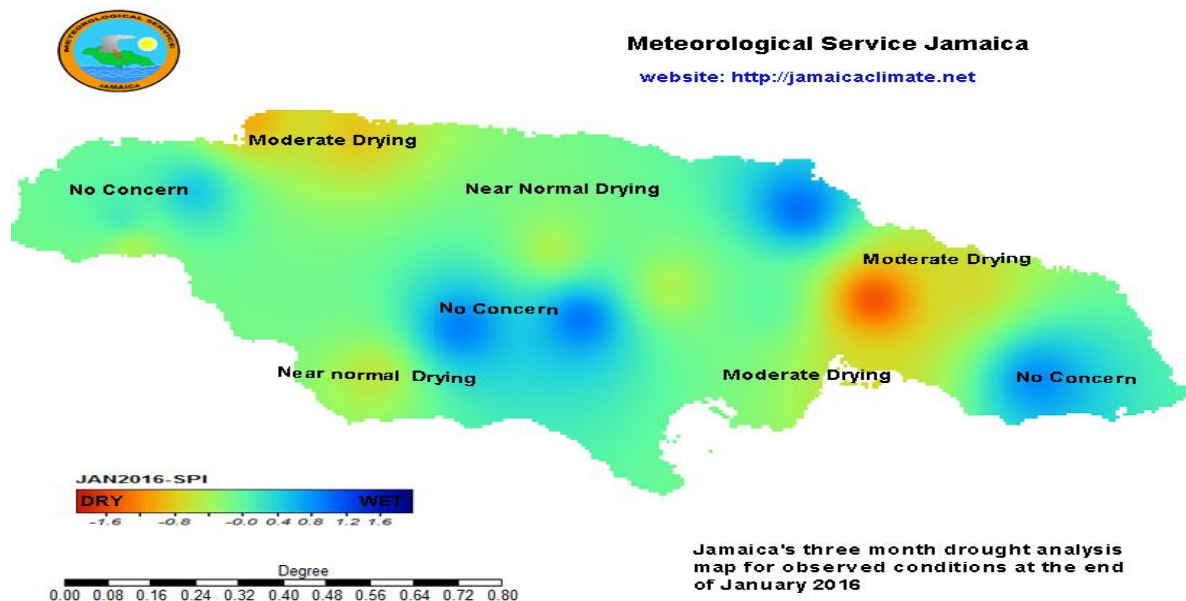 METEOROLOGICAL SERVICE
JAMAICA
Meteorological Service Jamaica
website: http://jamaicaclimate.net
Moderate Drying
No Concern
Near Normal Drying
Moderate Drying
No Concern
Near normal Drying
Moderate Drying
No Concern
JAN2016-SPI
DRY WET
-1.6 -0.8 -0.0 0.4 0.8 1.2 1.6
Degree
0.00 0.08 0.16 0.24 0.32 0.40 0.48 0.56 0.64 0.72 0.80
Jamaica's three month drought analysis
map for observed conditions at the end
of January 2016